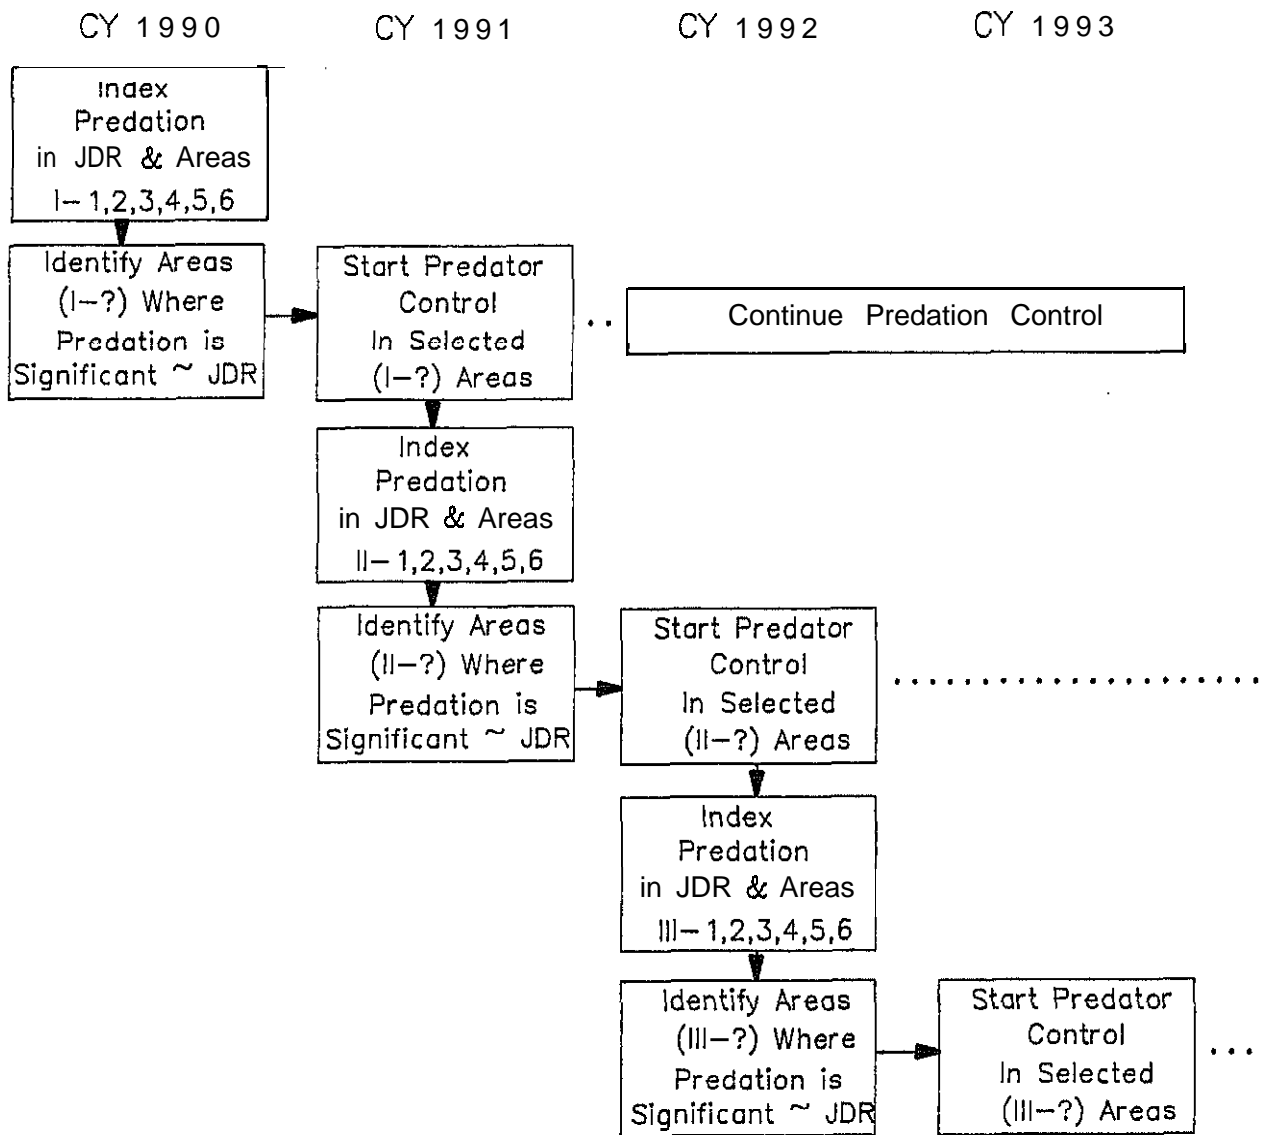 CY 1990 CY 1991 CY 1992 CY 1993
Index
Predation
in JDR & Areas
I-1,2,3,4,5,6
Identify Areas
(I-?) Where
Predation is
Significant ~ JDR
Start Predator
Control
In Selected
(I-?) Areas
Continue Predation Control
Index
Predation
in JDR & Areas
II-1,2,3,4,5,6
Identify Areas
(II-?) Where
Predation is
Significant ~ JDR
Start Predator
Control
In Selected
(II-?) Areas
Index
Predation
in JDR & Areas
III-1,2,3,4,5,6
Identify Areas
(III-?) Where
Predation is
Significant ~ JDR
Start Predator
Control
In Selected
(III-?) Areas